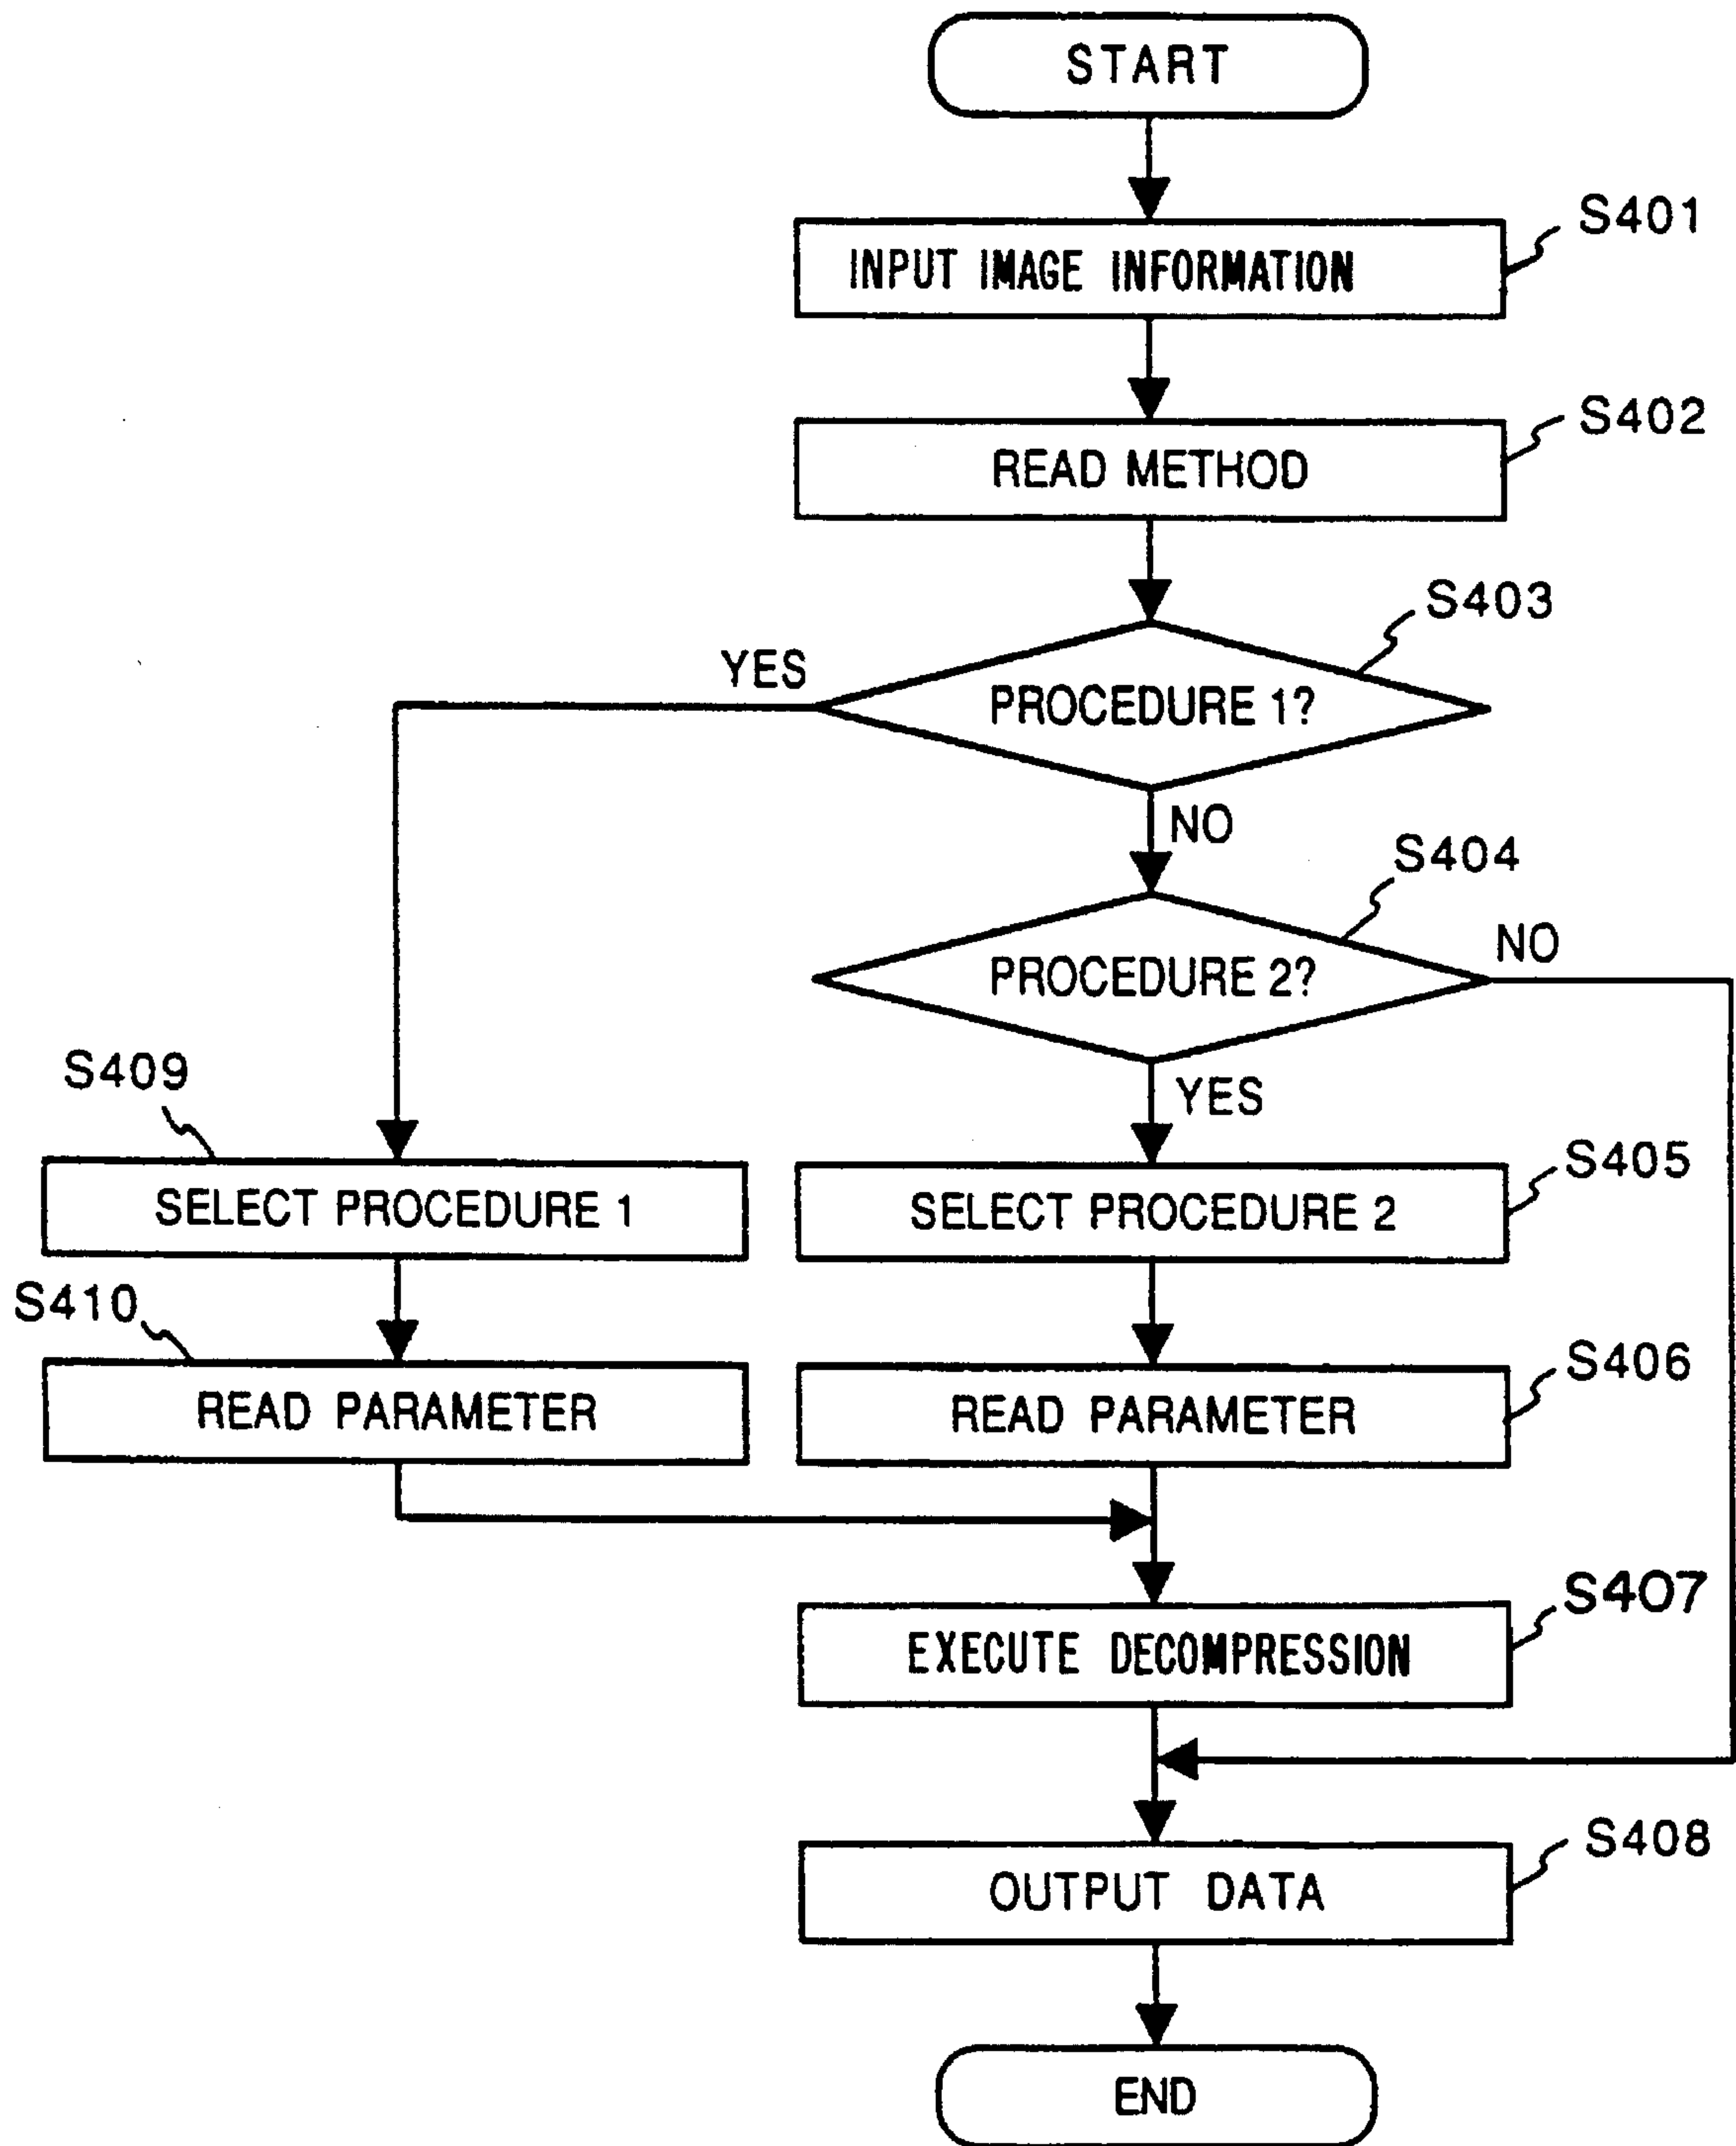 START
S401
INPUT IMAGE INFORMATION
S402
READ METHOD
S403
YES
PROCEDURE 1?
NO
S404
NO
PROCEDURE 2?
YES
S409
SELECT PROCEDURE 1
S405
SELECT PROCEDURE 2
S410
READ PARAMETER
S406
READ PARAMETER
S407
EXECUTE DECOMPRESSION
S408
OUTPUT DATA
END